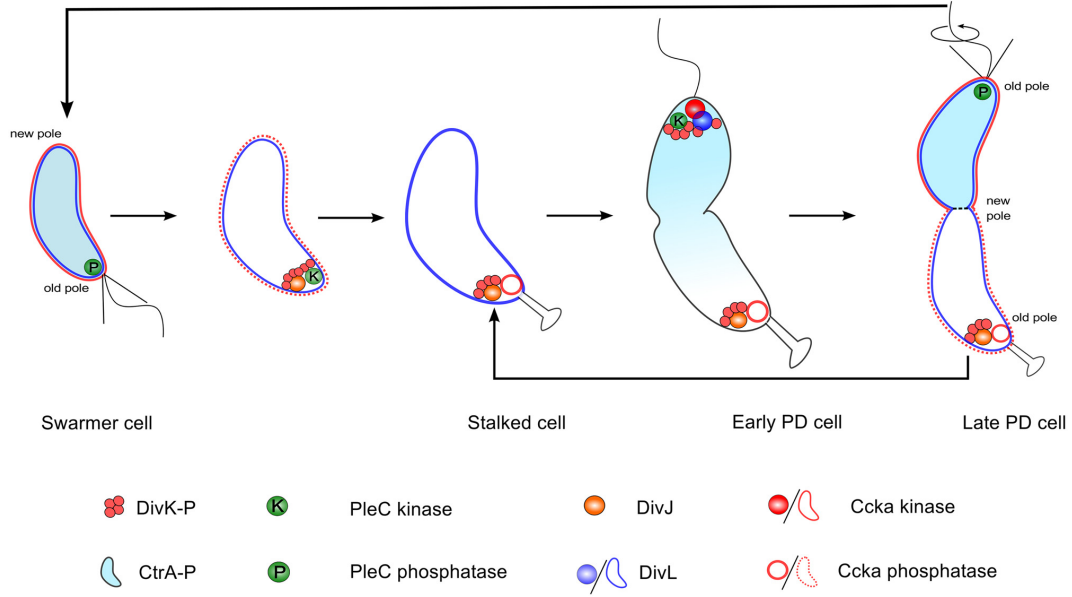 old pole
P
new pole
K
P
old pole
new
pole
K
old pole
Swarmer cell
Stalked cell
Early PD cell
Late PD cell
DivK-P
K
PleC kinase
DivJ
Ccka kinase
CtrA-P
P
PleC phosphatase
DivL
Ccka phosphatase